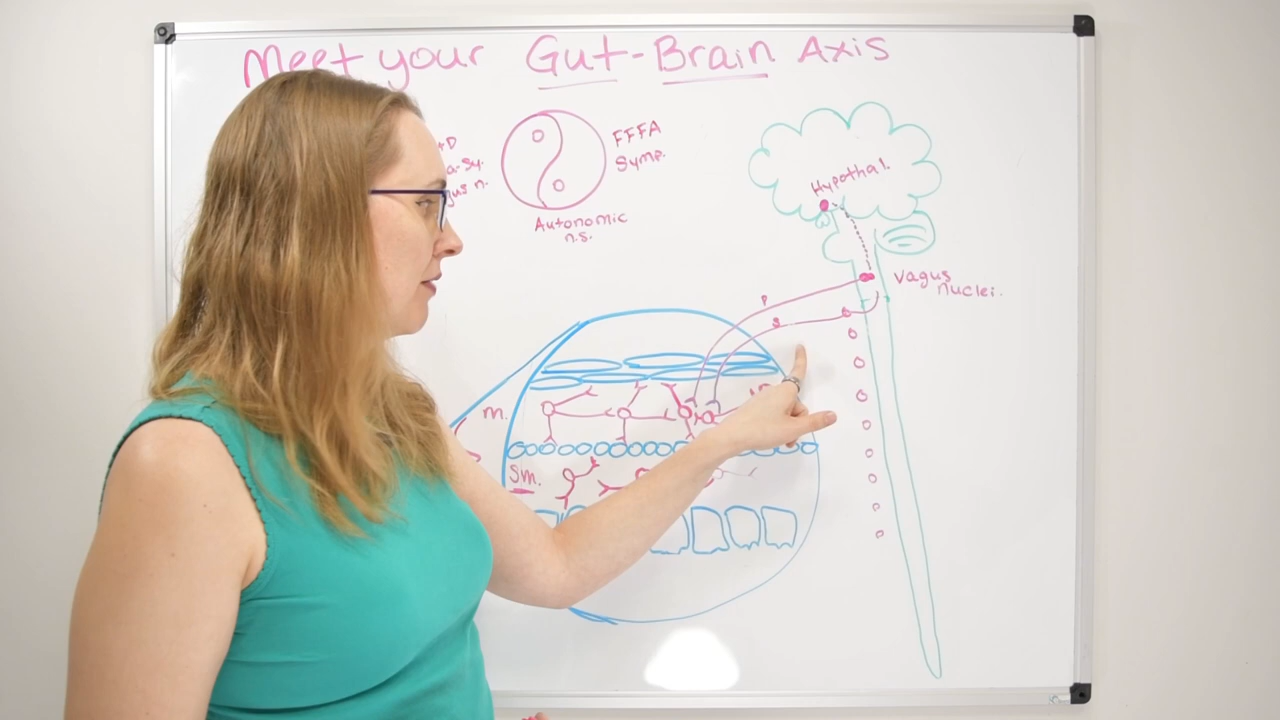 Meet your Gut-Brain Axis
FFFA
Symp.
Autonomic
n.s.
Hypothal.
Vagus
nuclei.
P
S
m.
Sm.